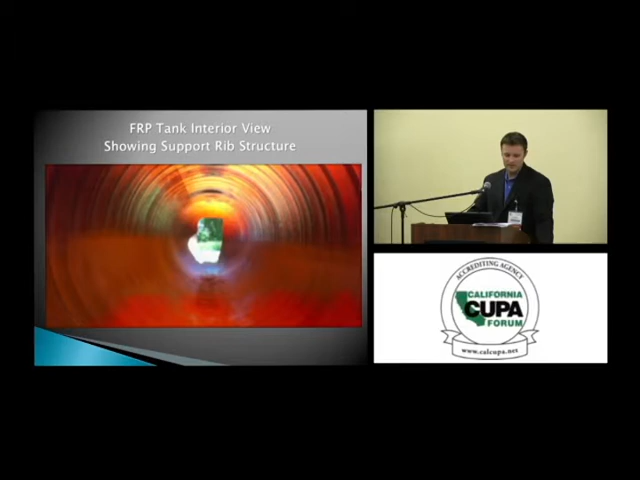 FRP Tank Interior View
Showing Support Rib Structure
ACCREDITING AGENCY
CALIFORNIA
CUPA
FORUM
www.calcupa.net